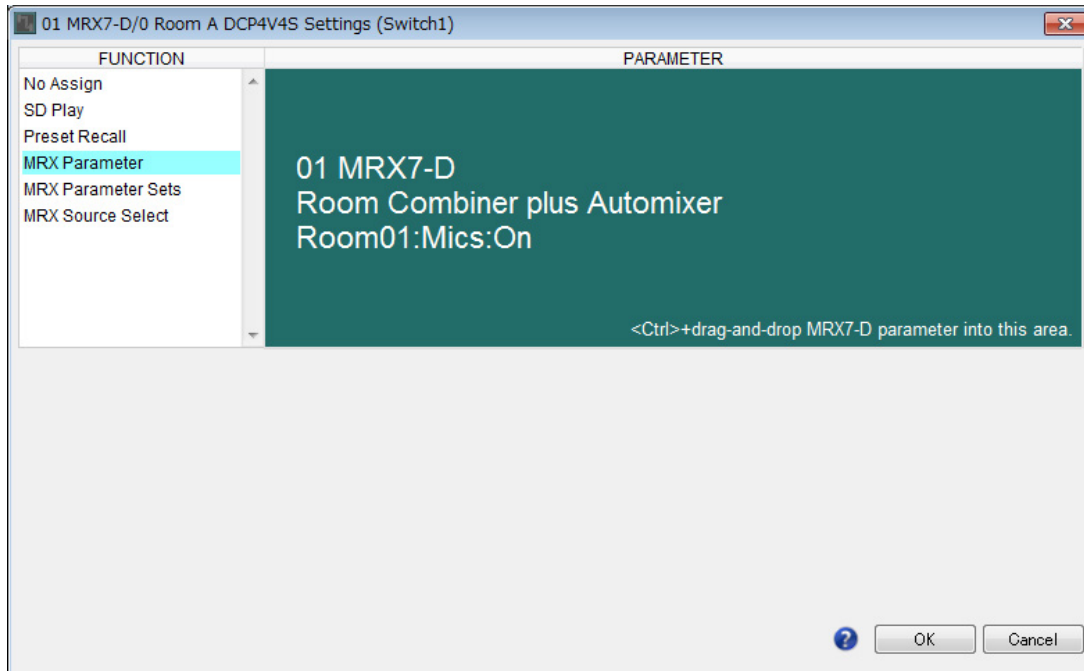 01 MRX7-D/0 Room A DCP4V4S Settings (Switch1)
FUNCTION
PARAMETER
No Assign
SD Play
Preset Recall
MRX Parameter
MRX Parameter Sets
MRX Source Select
01 MRX7-D
Room Combiner plus Automixer
Room01:Mics:On
<Ctrl>+drag-and-drop MRX7-D parameter into this area.
?
OK
Cancel